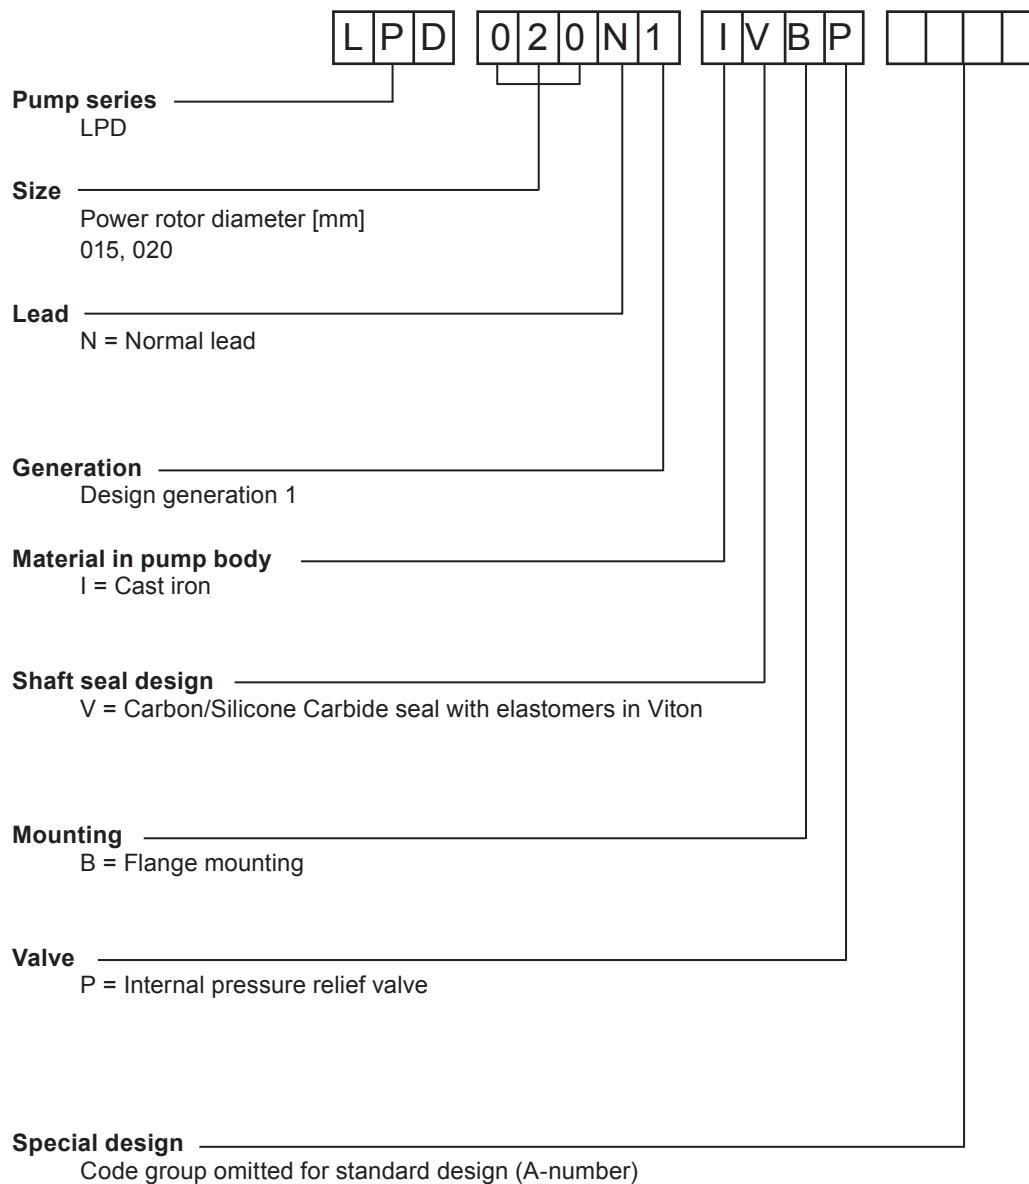 LPD 020N1 IVBP
Pump series
LPD
Size
Power rotor diameter [mm]
015, 020
Lead
N = Normal lead
Generation
Design generation 1
Material in pump body
I = Cast iron
Shaft seal design
V = Carbon/Silicone Carbide seal with elastomers in Viton
Mounting
B = Flange mounting
Valve
P = Internal pressure relief valve
Special design
Code group omitted for standard design (A-number)